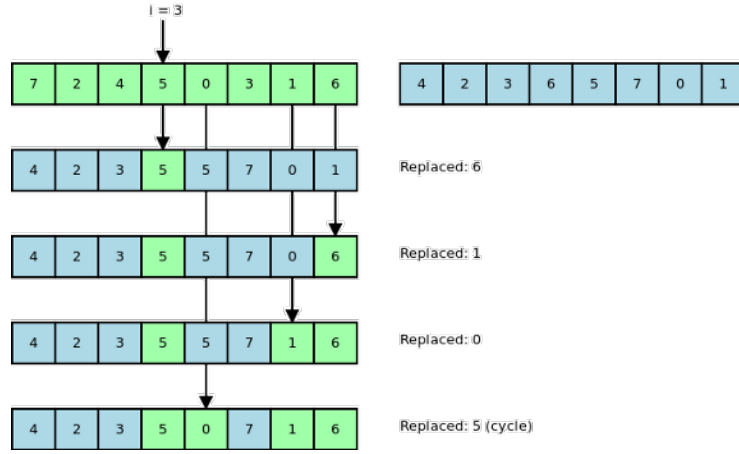 i = 3
7 2 4 5 0 3 1 6 4 2 3 6 5 7 0 1
4 2 3 5 5 7 0 1 Replaced: 6
4 2 3 5 5 7 0 6 Replaced: 1
4 2 3 5 5 7 1 6 Replaced: 0
4 2 3 5 0 7 1 6 Replaced: 5 (cycle)